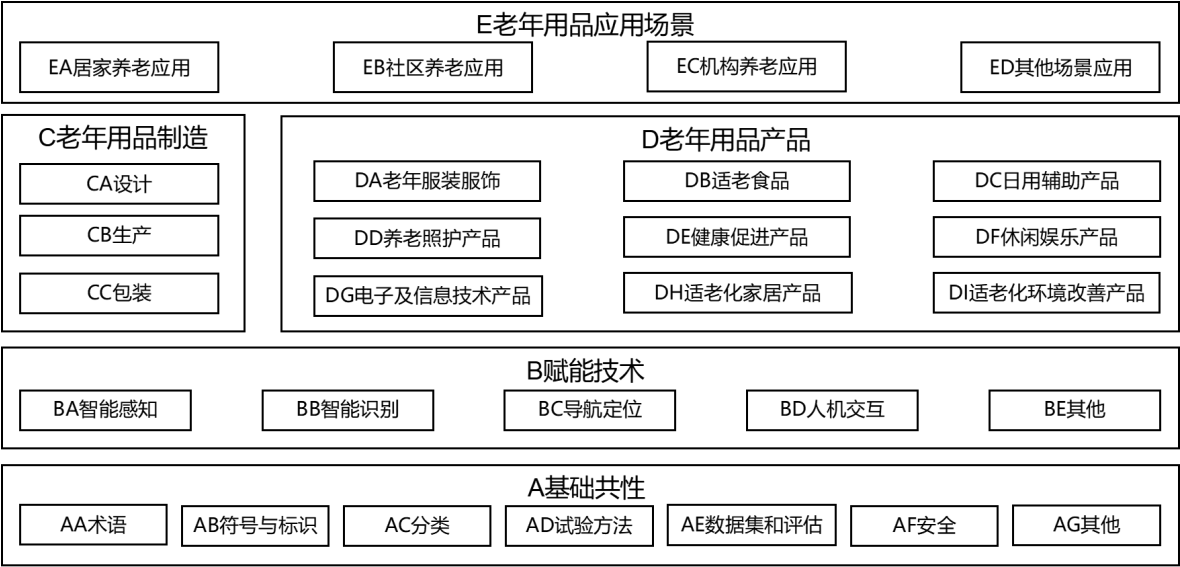 E老年用品应用场景
EA居家养老应用
EB社区养老应用
EC机构养老应用
ED其他场景应用
C老年用品制造
CA设计
CB生产
CC包装
D老年用品产品
DA老年服装服饰
DB适老食品
DC日用辅助产品
DD养老照护产品
DE健康促进产品
DF休闲娱乐产品
DG电子及信息技术产品
DH适老化家居产品
DI适老化环境改善产品
B赋能技术
BA智能感知
BB智能识别
BC导航定位
BD人机交互
BE其他
A基础共性
AA术语
AB符号与标识
AC分类
AD试验方法
AE数据集和评估
AF安全
AG其他